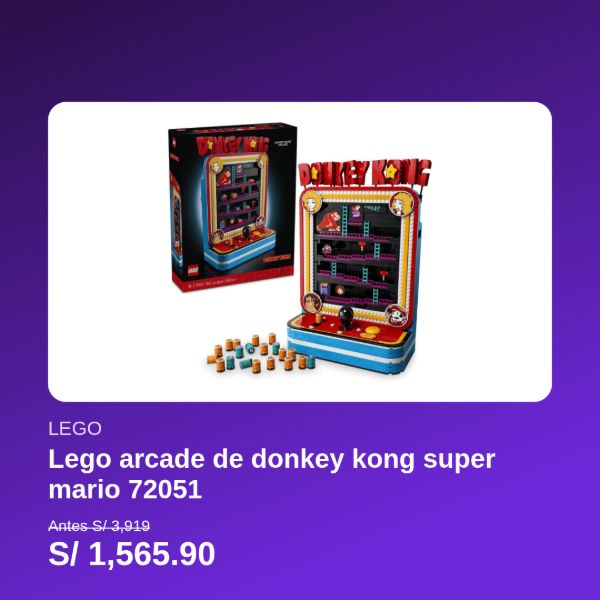 DONKEY KONG
DONKEY KONG
LEGO
LEGO
Lego arcade de donkey kong super
mario 72051
Antes S/ 3,919
S/ 1,565.90